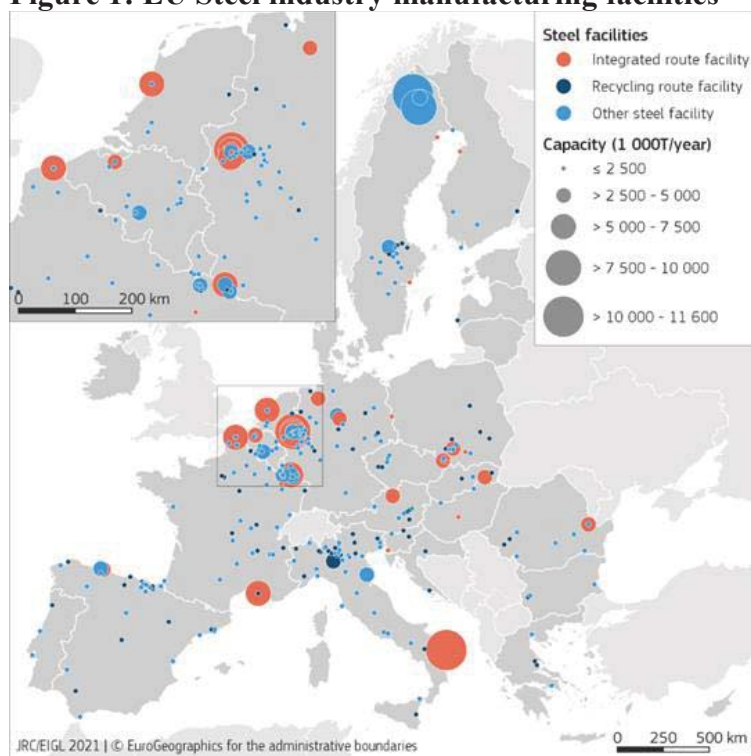 Figure 1: EU Steel industry manufacturing facilities
Steel facilities
Integrated route facility
Recycling route facility
Other steel facility
Capacity (1 000T/year)
≤ 2 500
> 2 500 - 5 000
> 5 000 - 7 500
> 7 500 - 10 000
> 10 000 - 11 600
0 100 200 km
0 250 500 km
JRC/EIGL 2021 | © EuroGeographics for the administrative boundaries